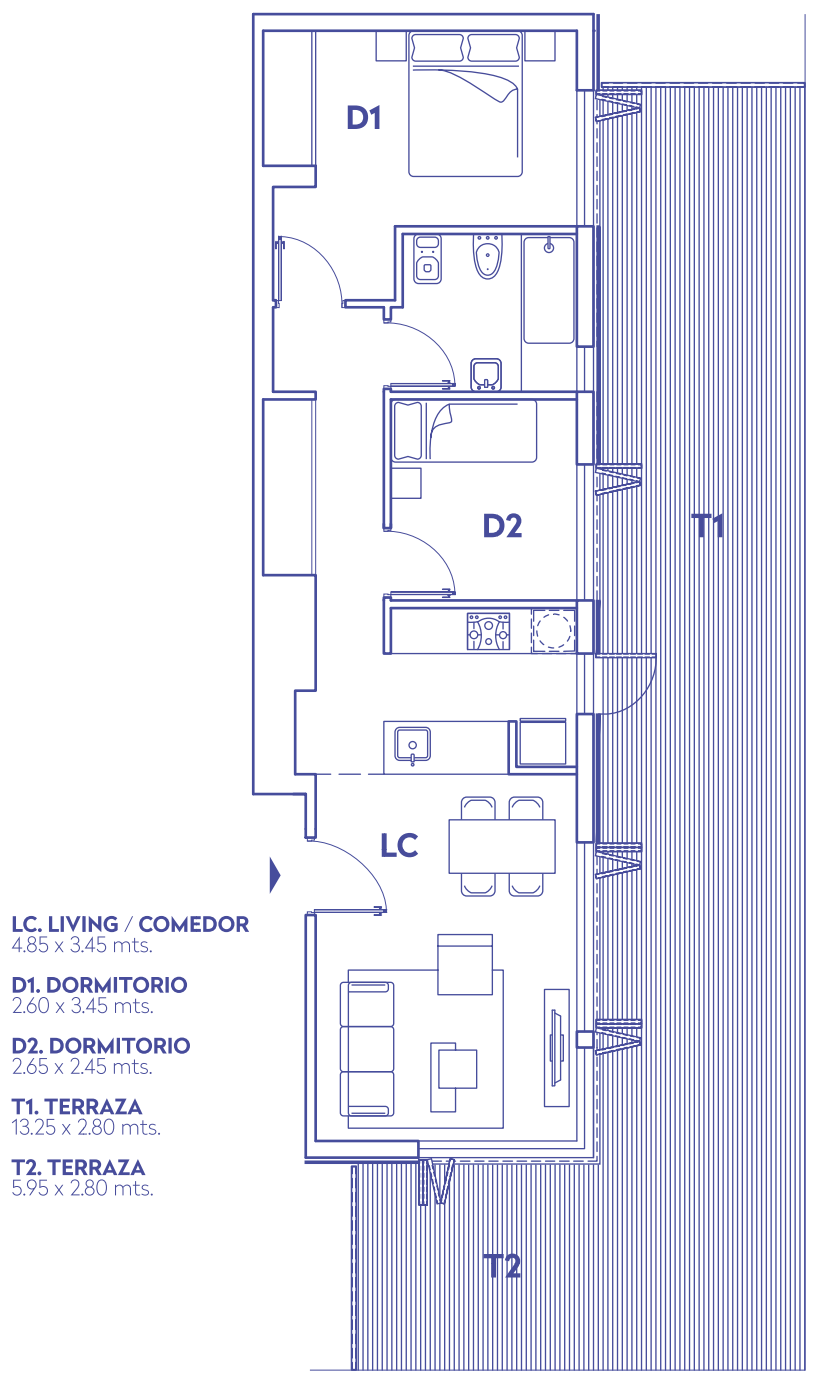 D1
D2
T1
LC
LC. LIVING / COMEDOR
4.85 x 3.45 mts.
D1. DORMITORIO
2.60 x 3.45 mts.
D2. DORMITORIO
2.65 x 2.45 mts.
T1. TERRAZA
13.25 x 2.80 mts.
T2. TERRAZA
5.95 x 2.80 mts.
T2